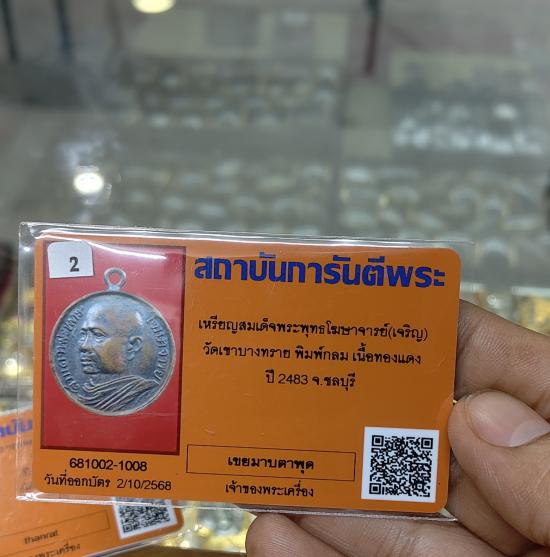 2
สถาบันการันตีพระ
เหรียญสมเด็จพระพุทธโฆษาจารย์(เจริญ)
วัดเขาบางทราย พิมพ์กลม เนื้อทองแดง
ปี 2483 จ.ชลบุรี
681002-1008
วันที่ออกบัตร 2/10/2568
เขยมาบตาพุด
เจ้าของพระเครื่อง
thanrat